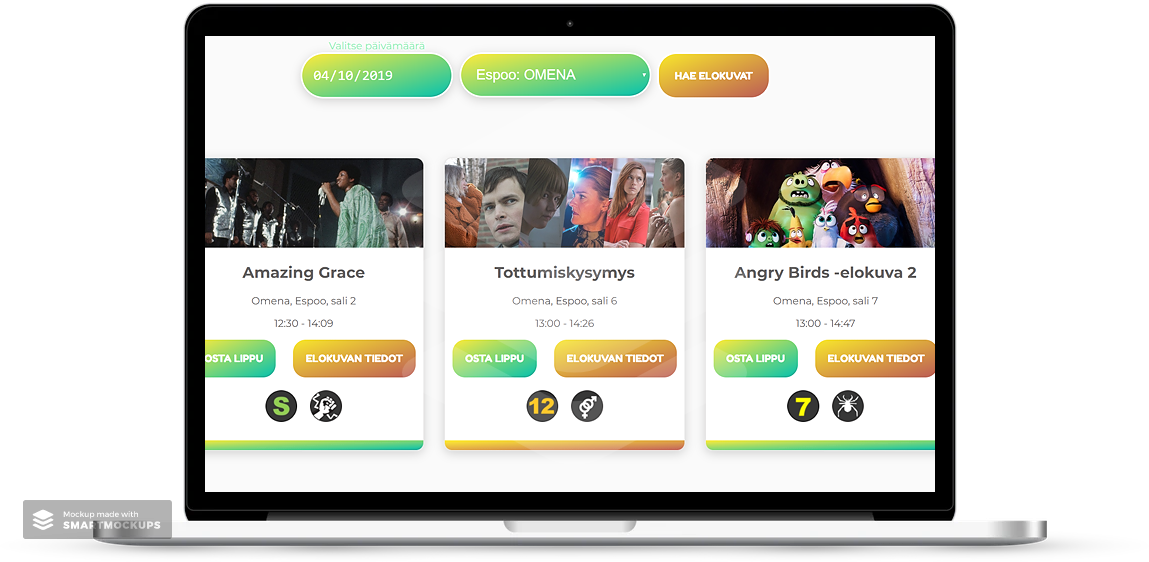 Valitse päivämäärä
04/10/2019
Espoo: OMENA
HAE ELOKUVAT
Amazing Grace
Omena, Espoo, sali 2
12:30 - 14:09
OSTA LIPPU
ELOKUVAN TIEDOT
S
Tottumiskysymys
Omena, Espoo, sali 6
13:00 - 14:26
OSTA LIPPU
ELOKUVAN TIEDOT
12
Angry Birds -elokuva 2
Omena, Espoo, sali 7
13:00 - 14:47
OSTA LIPPU
ELOKUVAN TIEDOT
7
Mockup made with
SMARTMOCKUPS